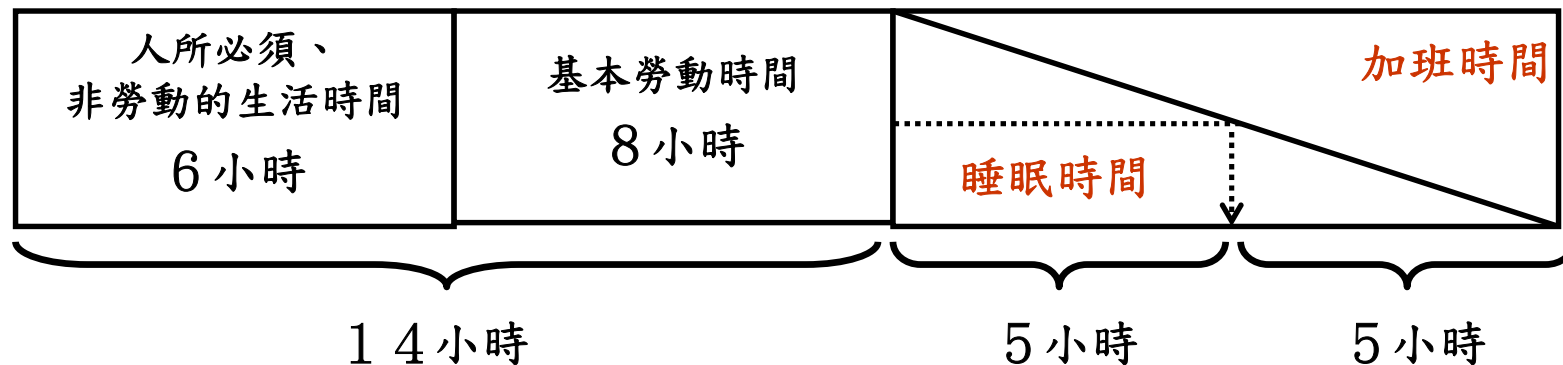 人所必須、
非勞動的生活時間
6小時
基本勞動時間
8小時
加班時間
睡眠時間
14小時
5小時
5小時